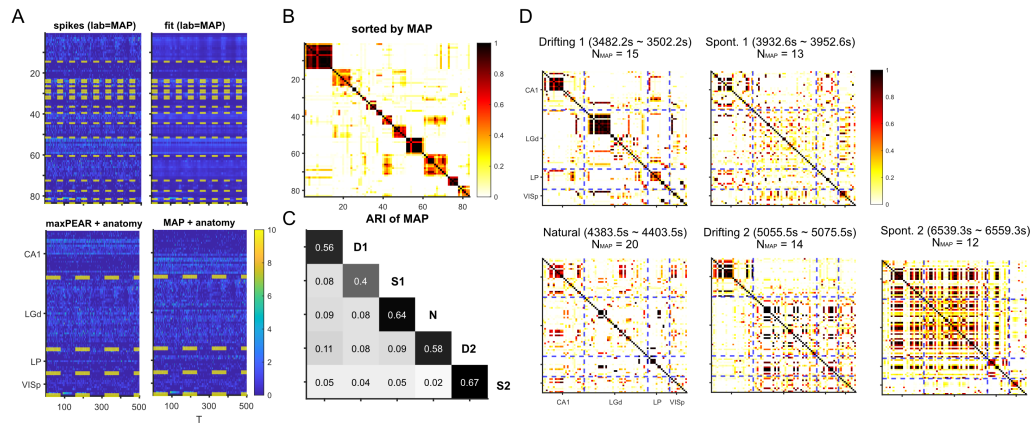 A
spikes (lab=MAP)
fit (lab=MAP)
20
40
60
80
maxPEAR + anatomy
MAP + anatomy
CA1
LGd
LP
VISp
100 300 500
100 300 500
T
10
8
6
4
2
0
B
sorted by MAP
20
40
60
80
20 40 60 80
1
0.8
0.6
0.4
0.2
0
C
ARI of MAP
0.56 D1
0.08 0.4 S1
0.09 0.08 0.64 N
0.11 0.08 0.09 0.58 D2
0.05 0.04 0.05 0.02 0.67 S2
D
Drifting 1 (3482.2s ~ 3502.2s)
NMAP = 15
CA1
LGd
LP
VISp
Spont. 1 (3932.6s ~ 3952.6s)
NMAP = 13
1
0.8
0.6
0.4
0.2
0
Natural (4383.5s ~ 4403.5s)
NMAP = 20
CA1 LGd LP VISp
Drifting 2 (5055.5s ~ 5075.5s)
NMAP = 14
Spont. 2 (6539.3s ~ 6559.3s)
NMAP = 12